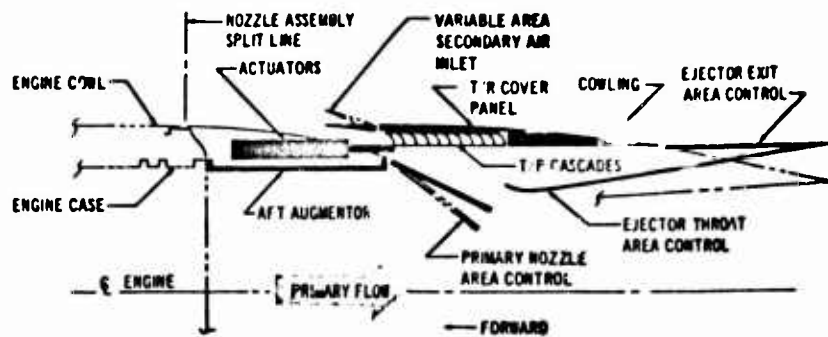 NOZZLE ASSEMBLY
SPLIT LINE
VARIABLE AREA
SECONDARY AIR
INLET
ACTUATORS
ENGINE COWL
T/R COVER
PANEL
COWLING
EJECTOR EXIT
AREA CONTROL
T/R CASCADES
ENGINE CASE
AFT AUGMENTOR
EJECTOR THROAT
AREA CONTROL
PRIMARY NOZZLE
AREA CONTROL
℄ ENGINE
PRIMARY FLOW
FORWARD